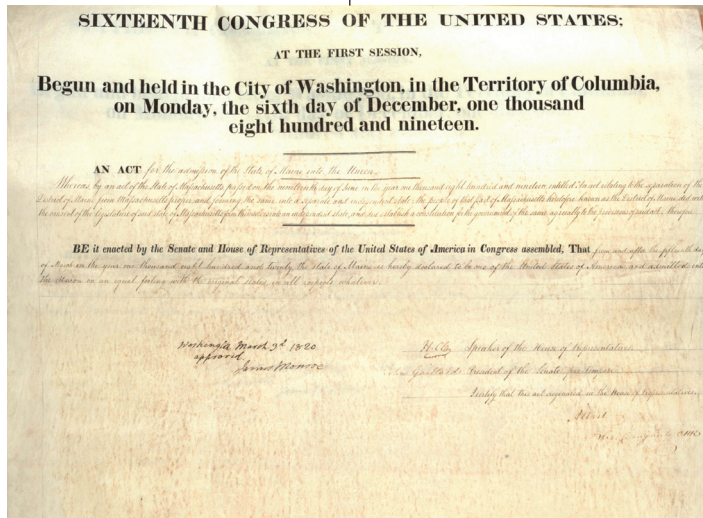 SIXTEENTH CONGRESS OF THE UNITED STATES;
AT THE FIRST SESSION,
Begun and held in the City of Washington, in the Territory of Columbia,
on Monday, the sixth day of December, one thousand
eight hundred and nineteen.
AN ACT for the admission of the State of Maine into the Union.
Whereas by an act of the State of Massachusetts passed on the nineteenth day of June in the year one thousand eight hundred and nineteen entitled "An act relating to the separation of the
District of Maine from Massachusetts proper and forming the same into a separate and independent state" the people of that part of Massachusetts heretofore known as the District of Maine did with
the consent of the legislature of said state of Massachusetts form themselves into an independent state and did establish a constitution for the government of the same agreeably to the provisions of said act. Therefore
BE it enacted by the Senate and House of Representatives of the United States of America in Congress assembled, That from and after the fifteenth day
of March in the year one thousand eight hundred and twenty the state of Maine is hereby declared to be one of the United States of America and admitted into
the Union on an equal footing with the original states in all respects whatever.
Washington March 3d 1820
approved
James Monroe
H. Clay Speaker of the House of Representatives
President of the Senate pro tempore
I certify that this act originated in the House of Representatives
Attest